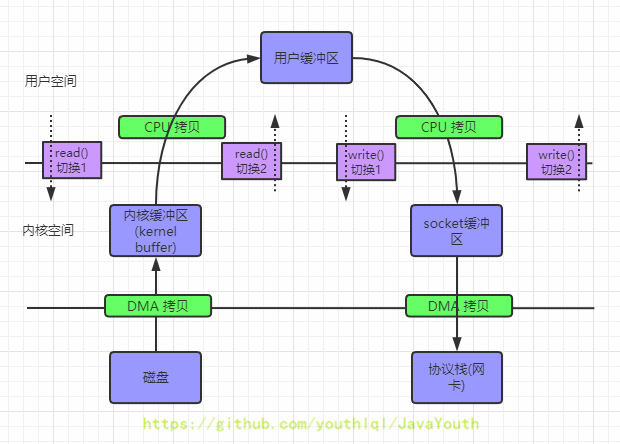 用户缓冲区
用户空间
CPU 拷贝
CPU 拷贝
read()
切换1
read()
切换2
write()
切换1
write()
切换2
内核空间
内核缓冲区
(kernel
buffer)
socket缓冲
区
DMA 拷贝
DMA 拷贝
磁盘
协议栈(网
卡)
https://github.com/youthlql/JavaYouth